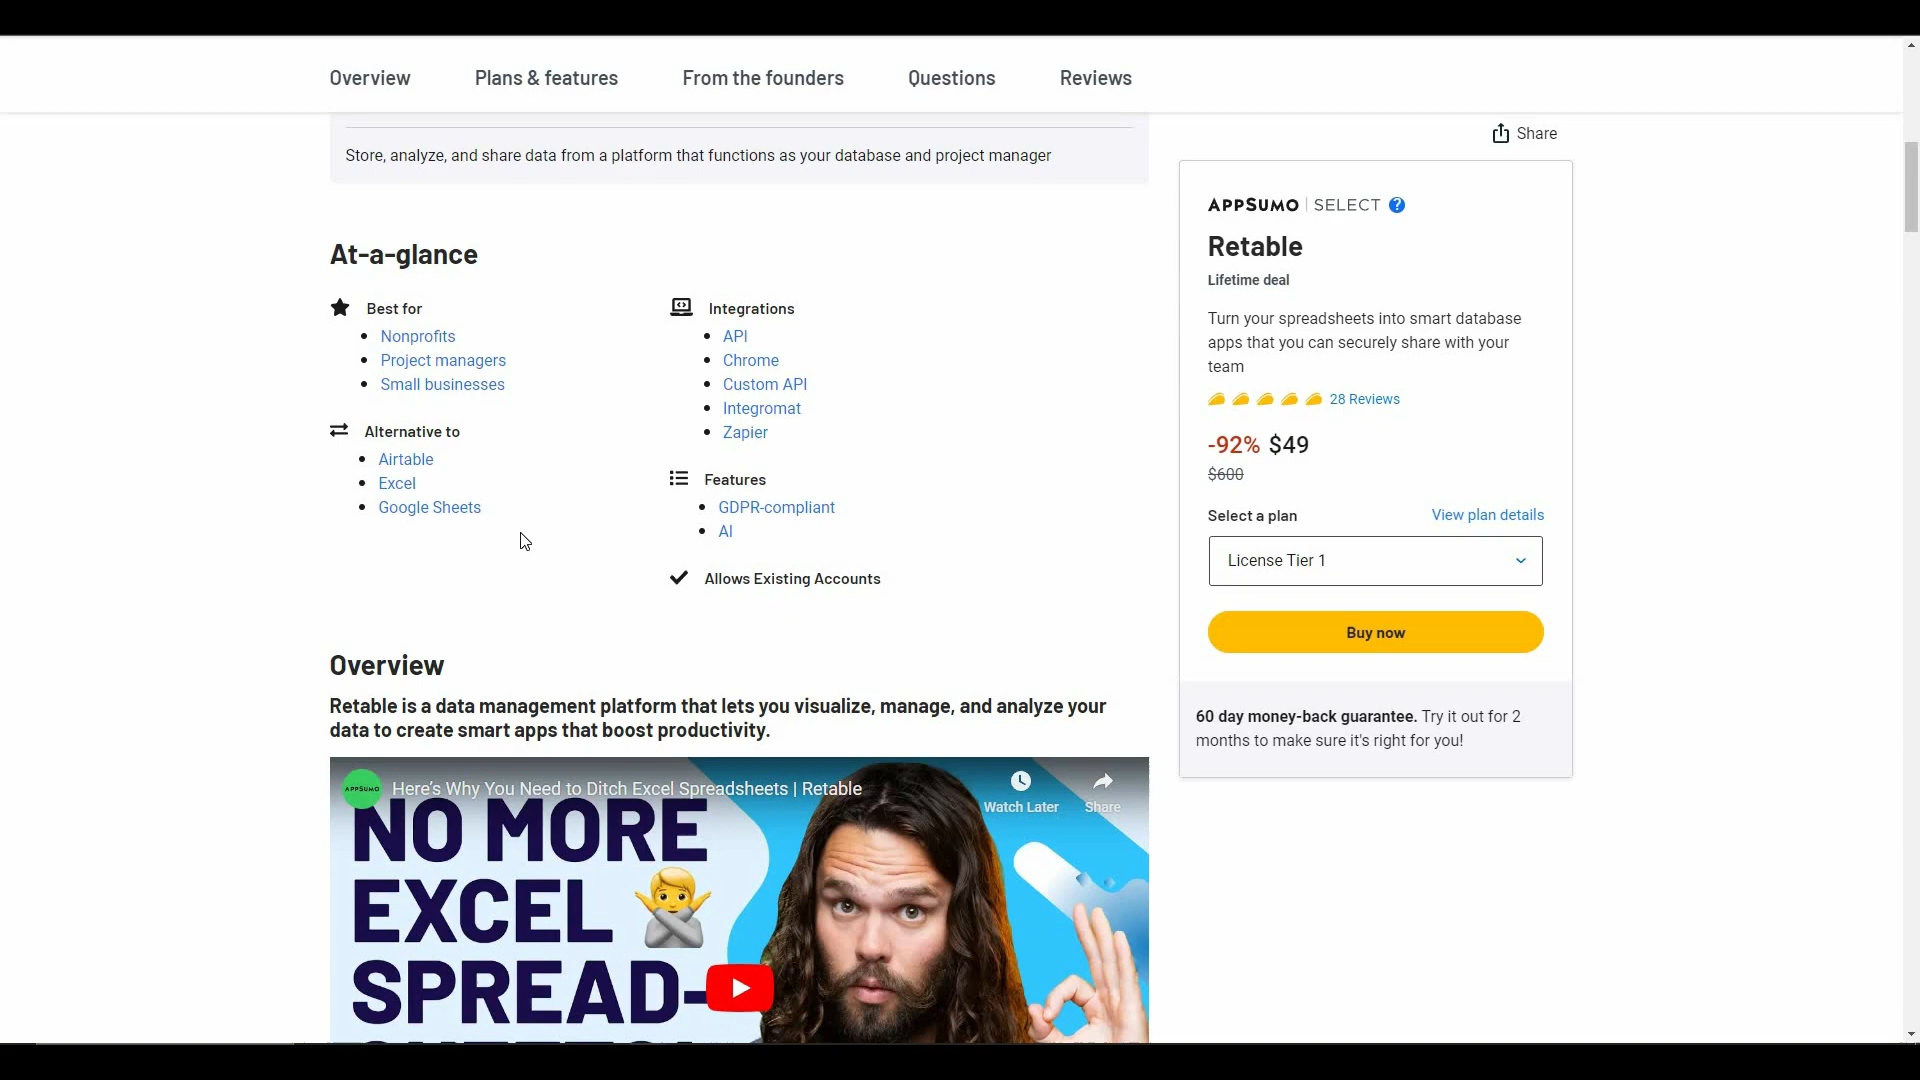 Overview
Plans & features
From the founders
Questions
Reviews
Store, analyze, and share data from a platform that functions as your database and project manager
At-a-glance
Best for
Nonprofits
Project managers
Small businesses
Alternative to
Airtable
Excel
Google Sheets
Integrations
API
Chrome
Custom API
Integromat
Zapier
Features
GDPR-compliant
AI
Allows Existing Accounts
Overview
Retable is a data management platform that lets you visualize, manage, and analyze your
data to create smart apps that boost productivity.
APPSUMO
Here's Why You Need to Ditch Excel Spreadsheets | Retable
Watch Later
Share
NO MORE
EXCEL
SPREAD-
Share
APPSUMO | SELECT ?
Retable
Lifetime deal
Turn your spreadsheets into smart database
apps that you can securely share with your
team
28 Reviews
-92% $49
$600
Select a plan
View plan details
License Tier 1
Buy now
60 day money-back guarantee. Try it out for 2
months to make sure it's right for you!